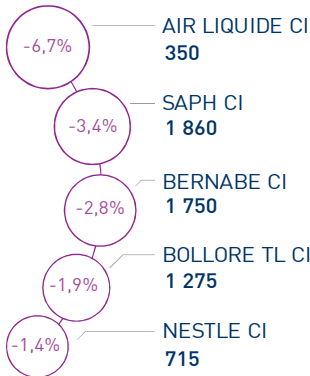 -6,7%
AIR LIQUIDE CI
350
-3,4%
SAPH CI
1 860
-2,8%
BERNABE CI
1 750
-1,9%
BOLLORE TL CI
1 275
-1,4%
NESTLE CI
715